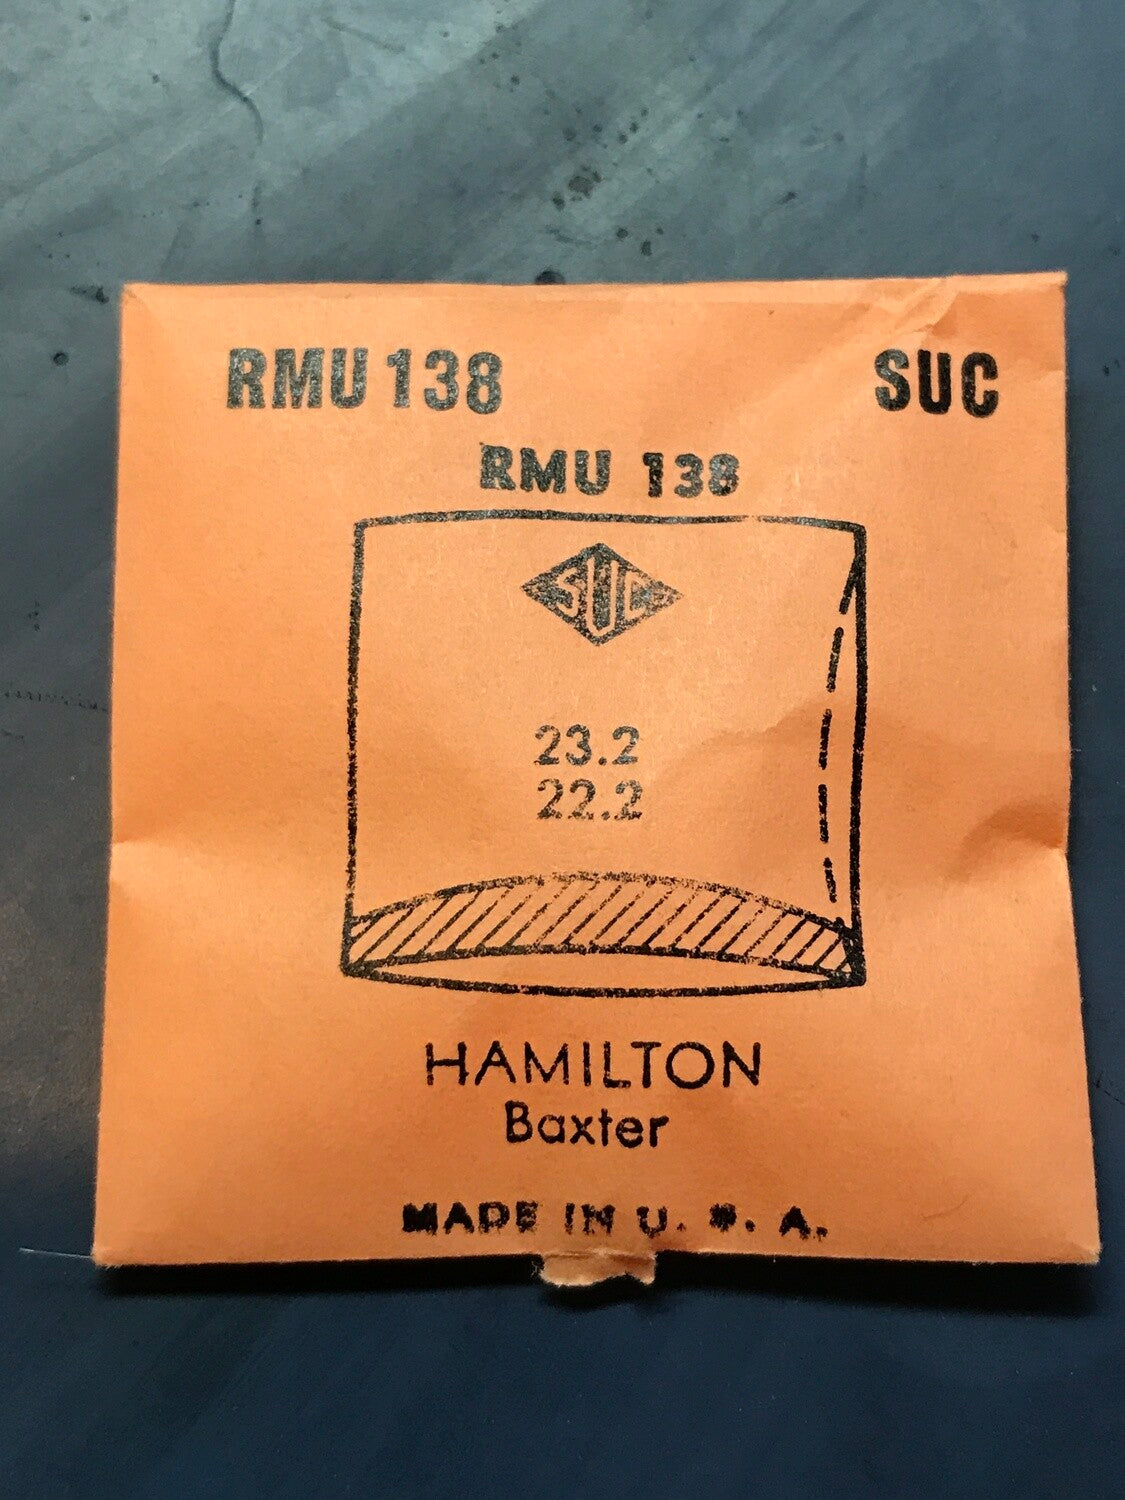 RMU 138 SUC
RMU 138
SUC
23.2
22.2
HAMILTON
Baxter
MADE IN U. S. A.